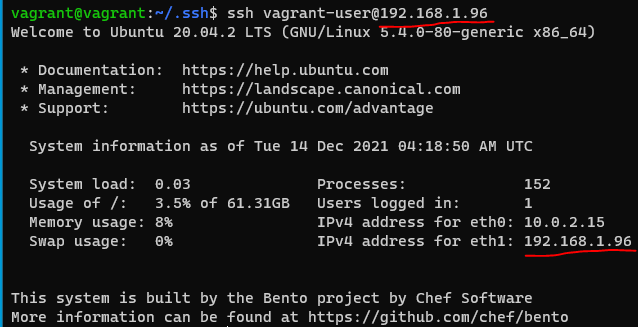 vagrant@vagrant:~/.ssh$ ssh vagrant-user@192.168.1.96
Welcome to Ubuntu 20.04.2 LTS (GNU/Linux 5.4.0-80-generic x86_64)
* Documentation:  https://help.ubuntu.com
* Management:     https://landscape.canonical.com
* Support:        https://ubuntu.com/advantage
System information as of Tue 14 Dec 2021 04:18:50 AM UTC
System load:  0.03               Processes:             152
Usage of /:   3.5% of 61.31GB   Users logged in:       1
Memory usage: 8%                 IPv4 address for eth0: 10.0.2.15
Swap usage:   0%                 IPv4 address for eth1: 192.168.1.96
This system is built by the Bento project by Chef Software
More information can be found at https://github.com/chef/bento